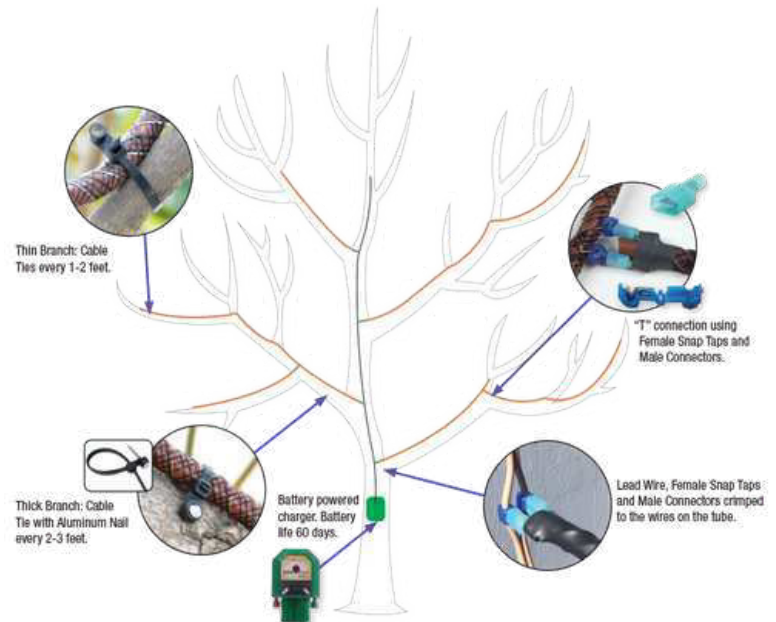 Thin Branch: Cable
Ties every 1-2 feet.
"T" connection using
Female Snap Taps and
Male Connectors.
Thick Branch: Cable
Tie with Aluminum Nail
every 2-3 feet.
Battery powered
charger. Battery
life 60 days.
Lead Wire, Female Snap Taps
and Male Connectors crimped
to the wires on the tube.